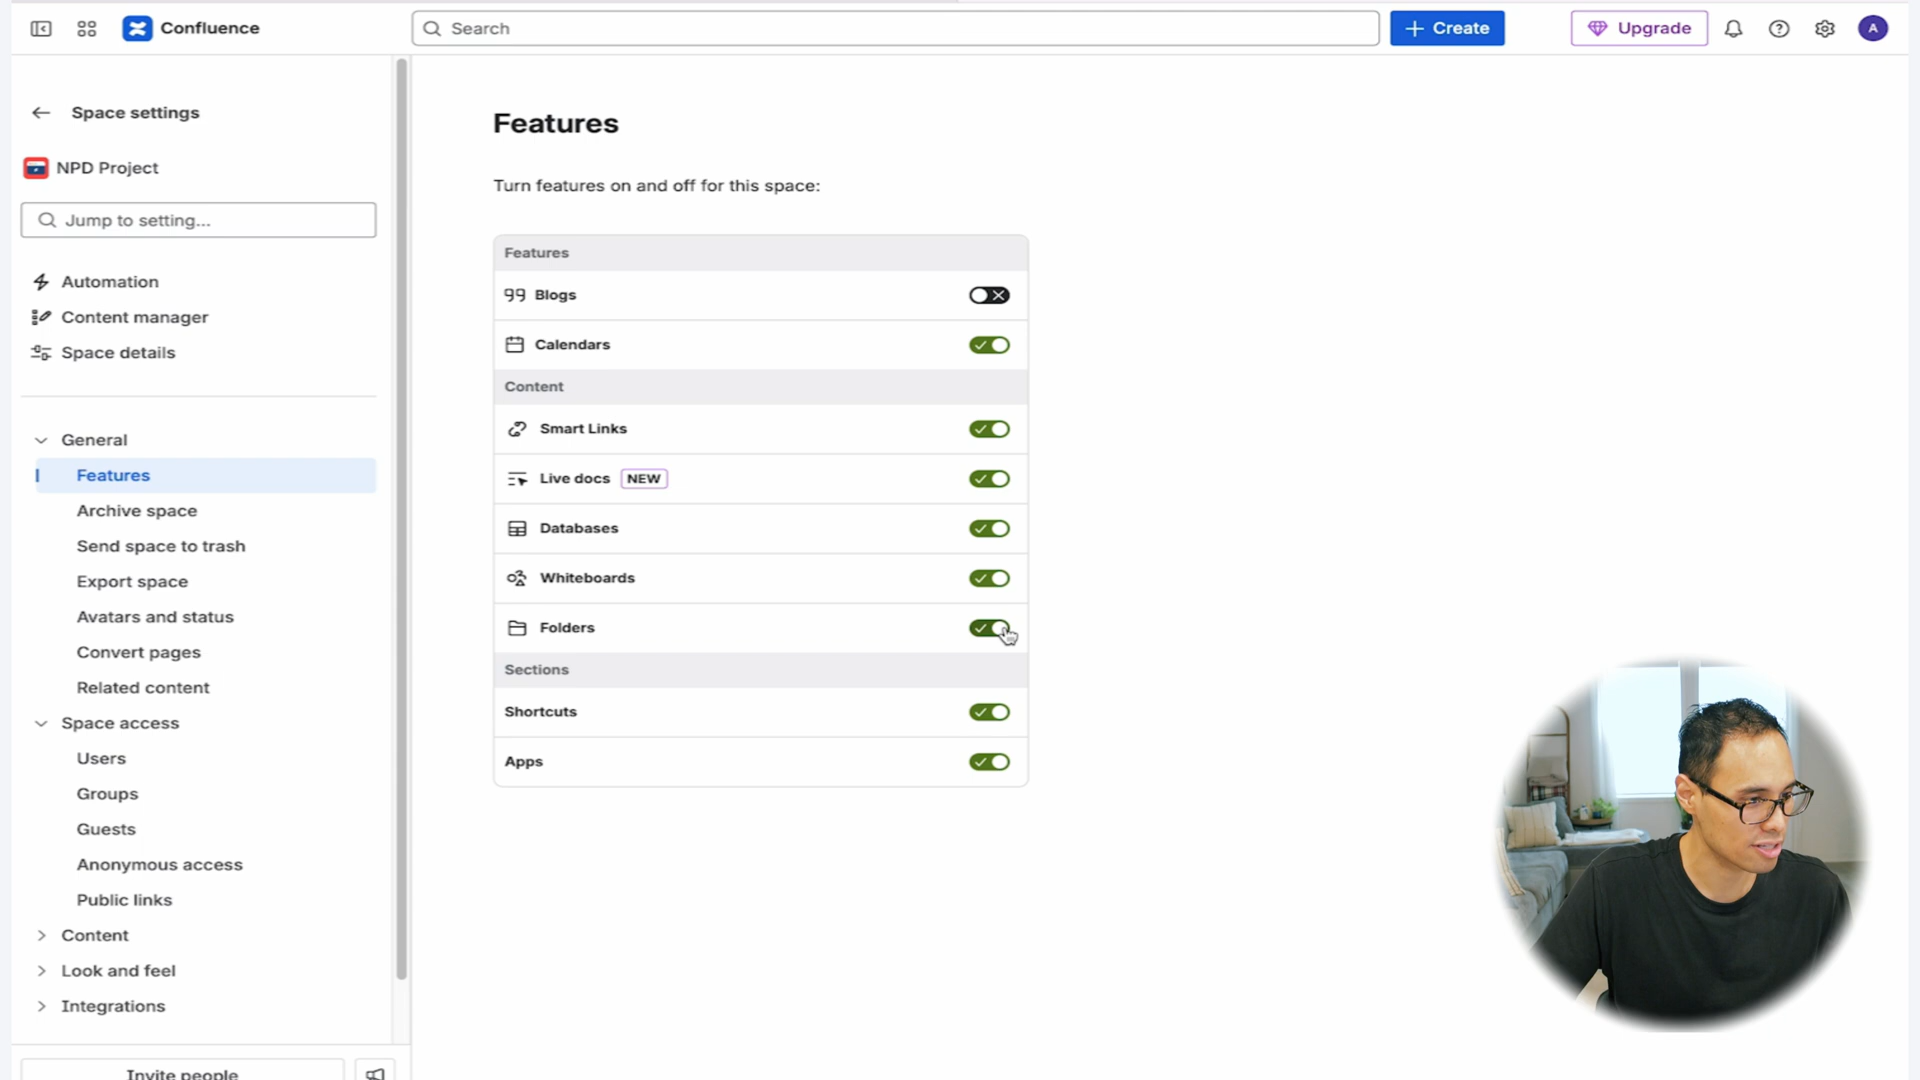 Confluence
Search
Create
Upgrade
A
Space settings
NPD Project
Jump to setting...
Automation
Content manager
Space details
General
Features
Archive space
Send space to trash
Export space
Avatars and status
Convert pages
Related content
Space access
Users
Groups
Guests
Anonymous access
Public links
Content
Look and feel
Integrations
Invite people
Features
Turn features on and off for this space:
Features
Blogs
Calendars
Content
Smart Links
Live docs NEW
Databases
Whiteboards
Folders
Sections
Shortcuts
Apps